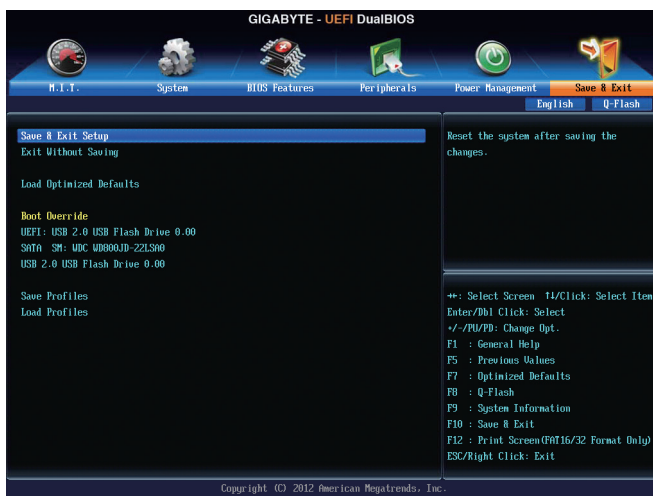 GIGABYTE - UEFI DualBIOS
M.I.T. System BIOS Features Peripherals Power Management Save & Exit
English Q-Flash
Save & Exit Setup
Exit Without Saving
Load Optimized Defaults
Boot Override
UEFI: USB 2.0 USB Flash Drive 0.00
SATA SM: WDC WD800JD-22LSA0
USB 2.0 USB Flash Drive 0.00
Save Profiles
Load Profiles
Reset the system after saving the
changes.
→←: Select Screen ↑↓/Click: Select Item
Enter/Dbl Click: Select
+/-/PU/PD: Change Opt.
F1 : General Help
F5 : Previous Values
F7 : Optimized Defaults
F8 : Q-Flash
F9 : System Information
F10 : Save & Exit
F12 : Print Screen(FAT16/32 Format Only)
ESC/Right Click: Exit
Copyright (C) 2012 American Megatrends, Inc.